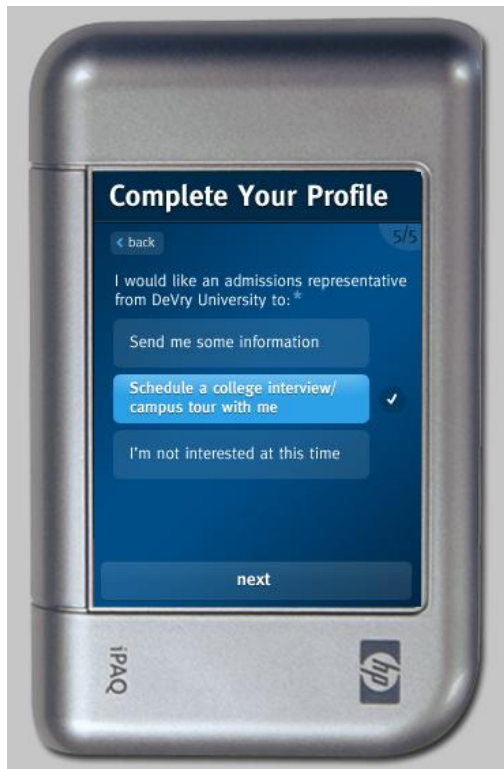 Complete Your Profile
< back
5/5
I would like an admissions representative
from DeVry University to: *
Send me some information
Schedule a college interview/
campus tour with me
I'm not interested at this time
next
iPAQ
hp